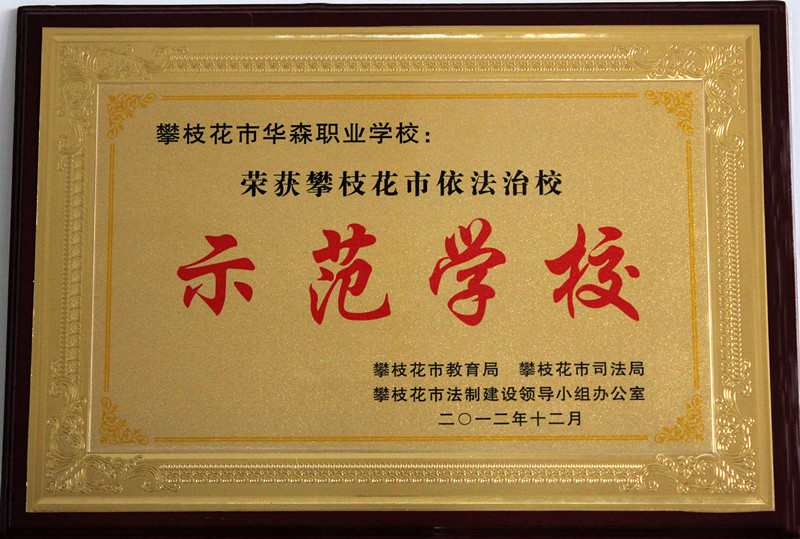 攀枝花市华森职业学校：
荣获攀枝花市依法治校
示范学校
攀枝花市教育局　攀枝花市司法局
攀枝花市法制建设领导小组办公室
二〇一二年十二月